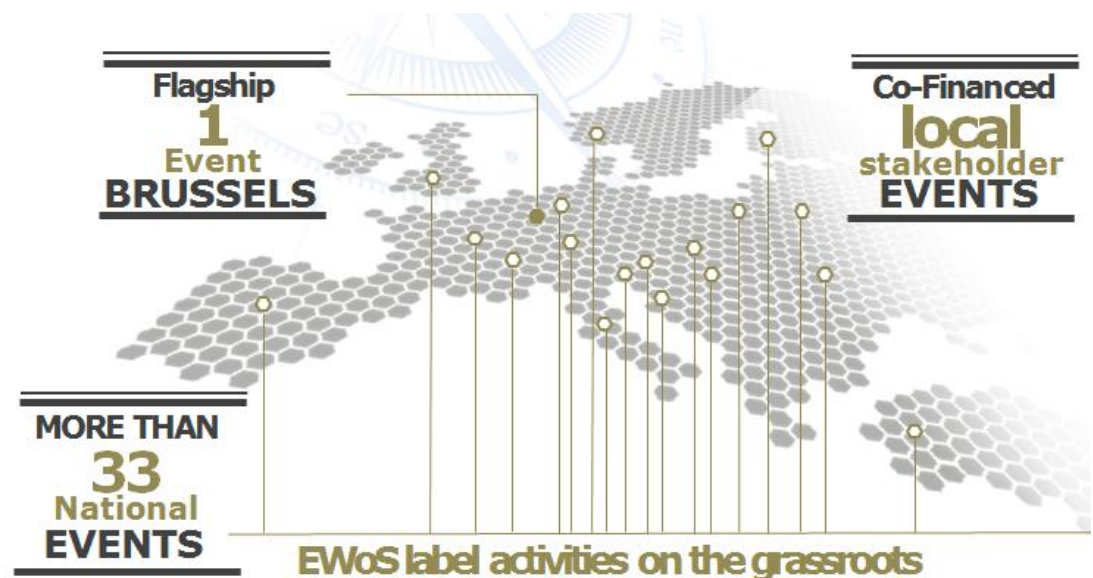 Flagship
1
Event
BRUSSELS
Co-Financed
local
stakeholder
EVENTS
MORE THAN
33
National
EVENTS
EWoS label activities on the grassroots